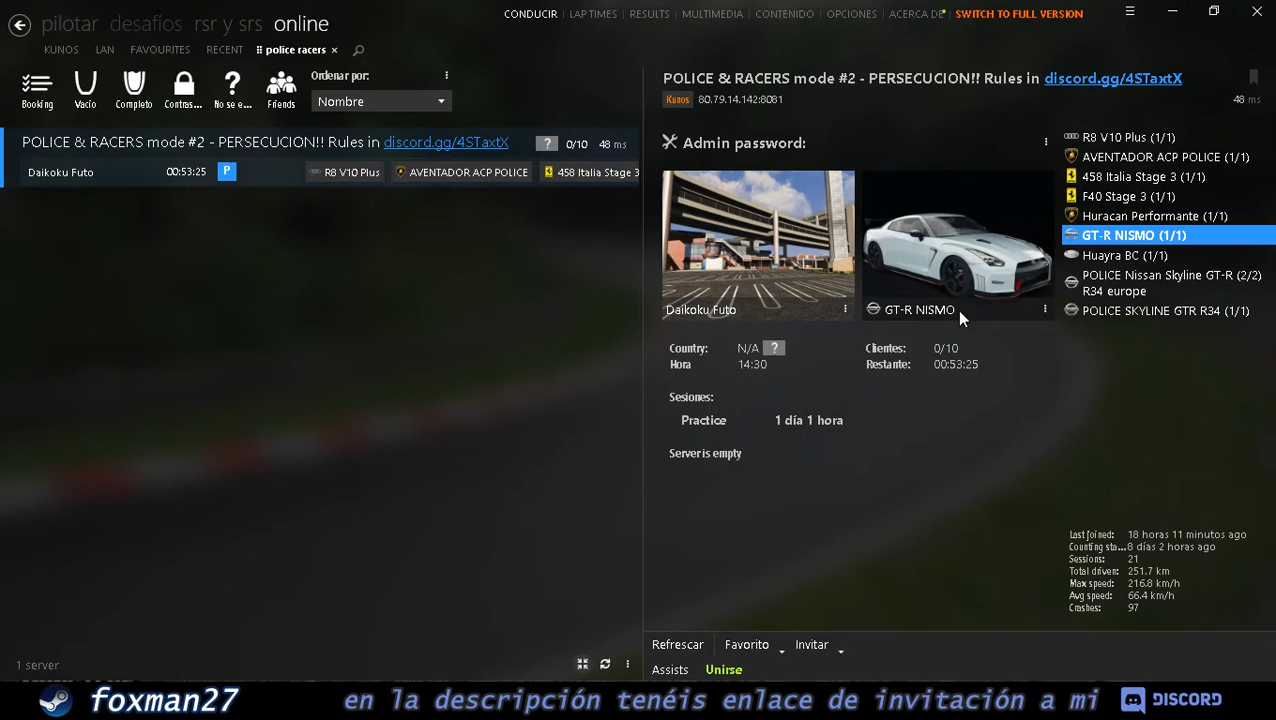 pilotar desafíos rsr y srs online
CONDUCIR LAP TIMES RESULTS MULTIMEDIA CONTENIDO OPCIONES ACERCA DE SWITCH TO FULL VERSION
KUNOS LAN FAVOURITES RECENT police racers
Booking Vacío Completo Contras... No se e... Friends
Ordenar por:
Nombre
POLICE & RACERS mode #2 - PERSECUCION!! Rules in discord.gg/4STaxtX ? 0/10 48 ms
Daikoku Futo 00:53:25 P R8 V10 Plus AVENTADOR ACP POLICE 458 Italia Stage 3
1 server
POLICE & RACERS mode #2 - PERSECUCION!! Rules in discord.gg/4STaxtX
Kunos 80.79.14.142:8081 48 ms
Admin password:
Daikoku Futo
GT-R NISMO
R8 V10 Plus (1/1)
AVENTADOR ACP POLICE (1/1)
458 Italia Stage 3 (1/1)
F40 Stage 3 (1/1)
Huracan Performante (1/1)
GT-R NISMO (1/1)
Huayra BC (1/1)
POLICE Nissan Skyline GT-R (2/2)
R34 europe
POLICE SKYLINE GTR R34 (1/1)
Country: N/A ? Clientes: 0/10
Hora 14:30 Restante: 00:53:25
Sesiones:
Practice 1 día 1 hora
Server is empty
Last joined: 18 horas 11 minutos ago
Counting sta... 8 días 2 horas ago
Sessions: 21
Total driven: 251.7 km
Max speed: 216.8 km/h
Avg speed: 66.4 km/h
Crashes: 97
Refrescar Favorito Invitar
Assists Unirse
foxman27 en la descripción tenéis enlace de invitación a mi DISCORD